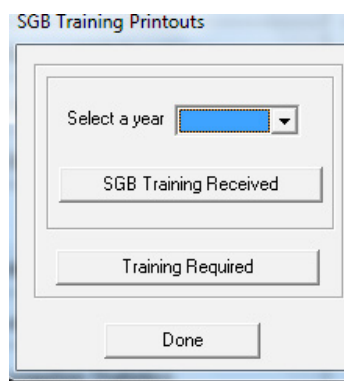 SGB Training Printouts
Select a year
SGB Training Received
Training Required
Done